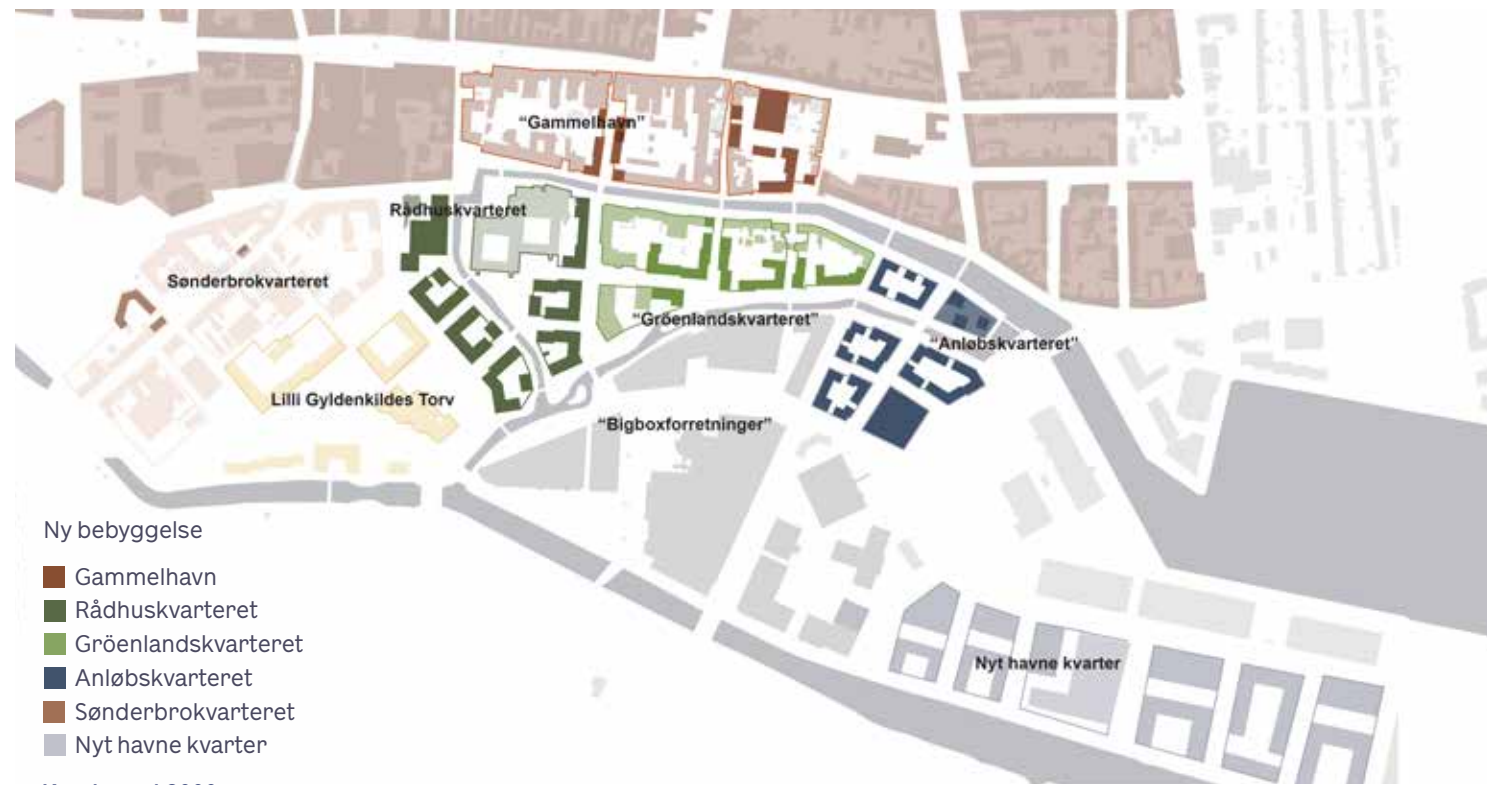 “Gammelhavn”
Rådhuskvarteret
Sønderbrokvarteret
“Gröenlandskvarteret”
“Anløbskvarteret”
Lilli Gyldenkildes Torv
“Bigboxforretninger”
Nyt havne kvarter
Ny bebyggelse
Gammelhavn
Rådhuskvarteret
Gröenlandskvarteret
Anløbskvarteret
Sønderbrokvarteret
Nyt havne kvarter